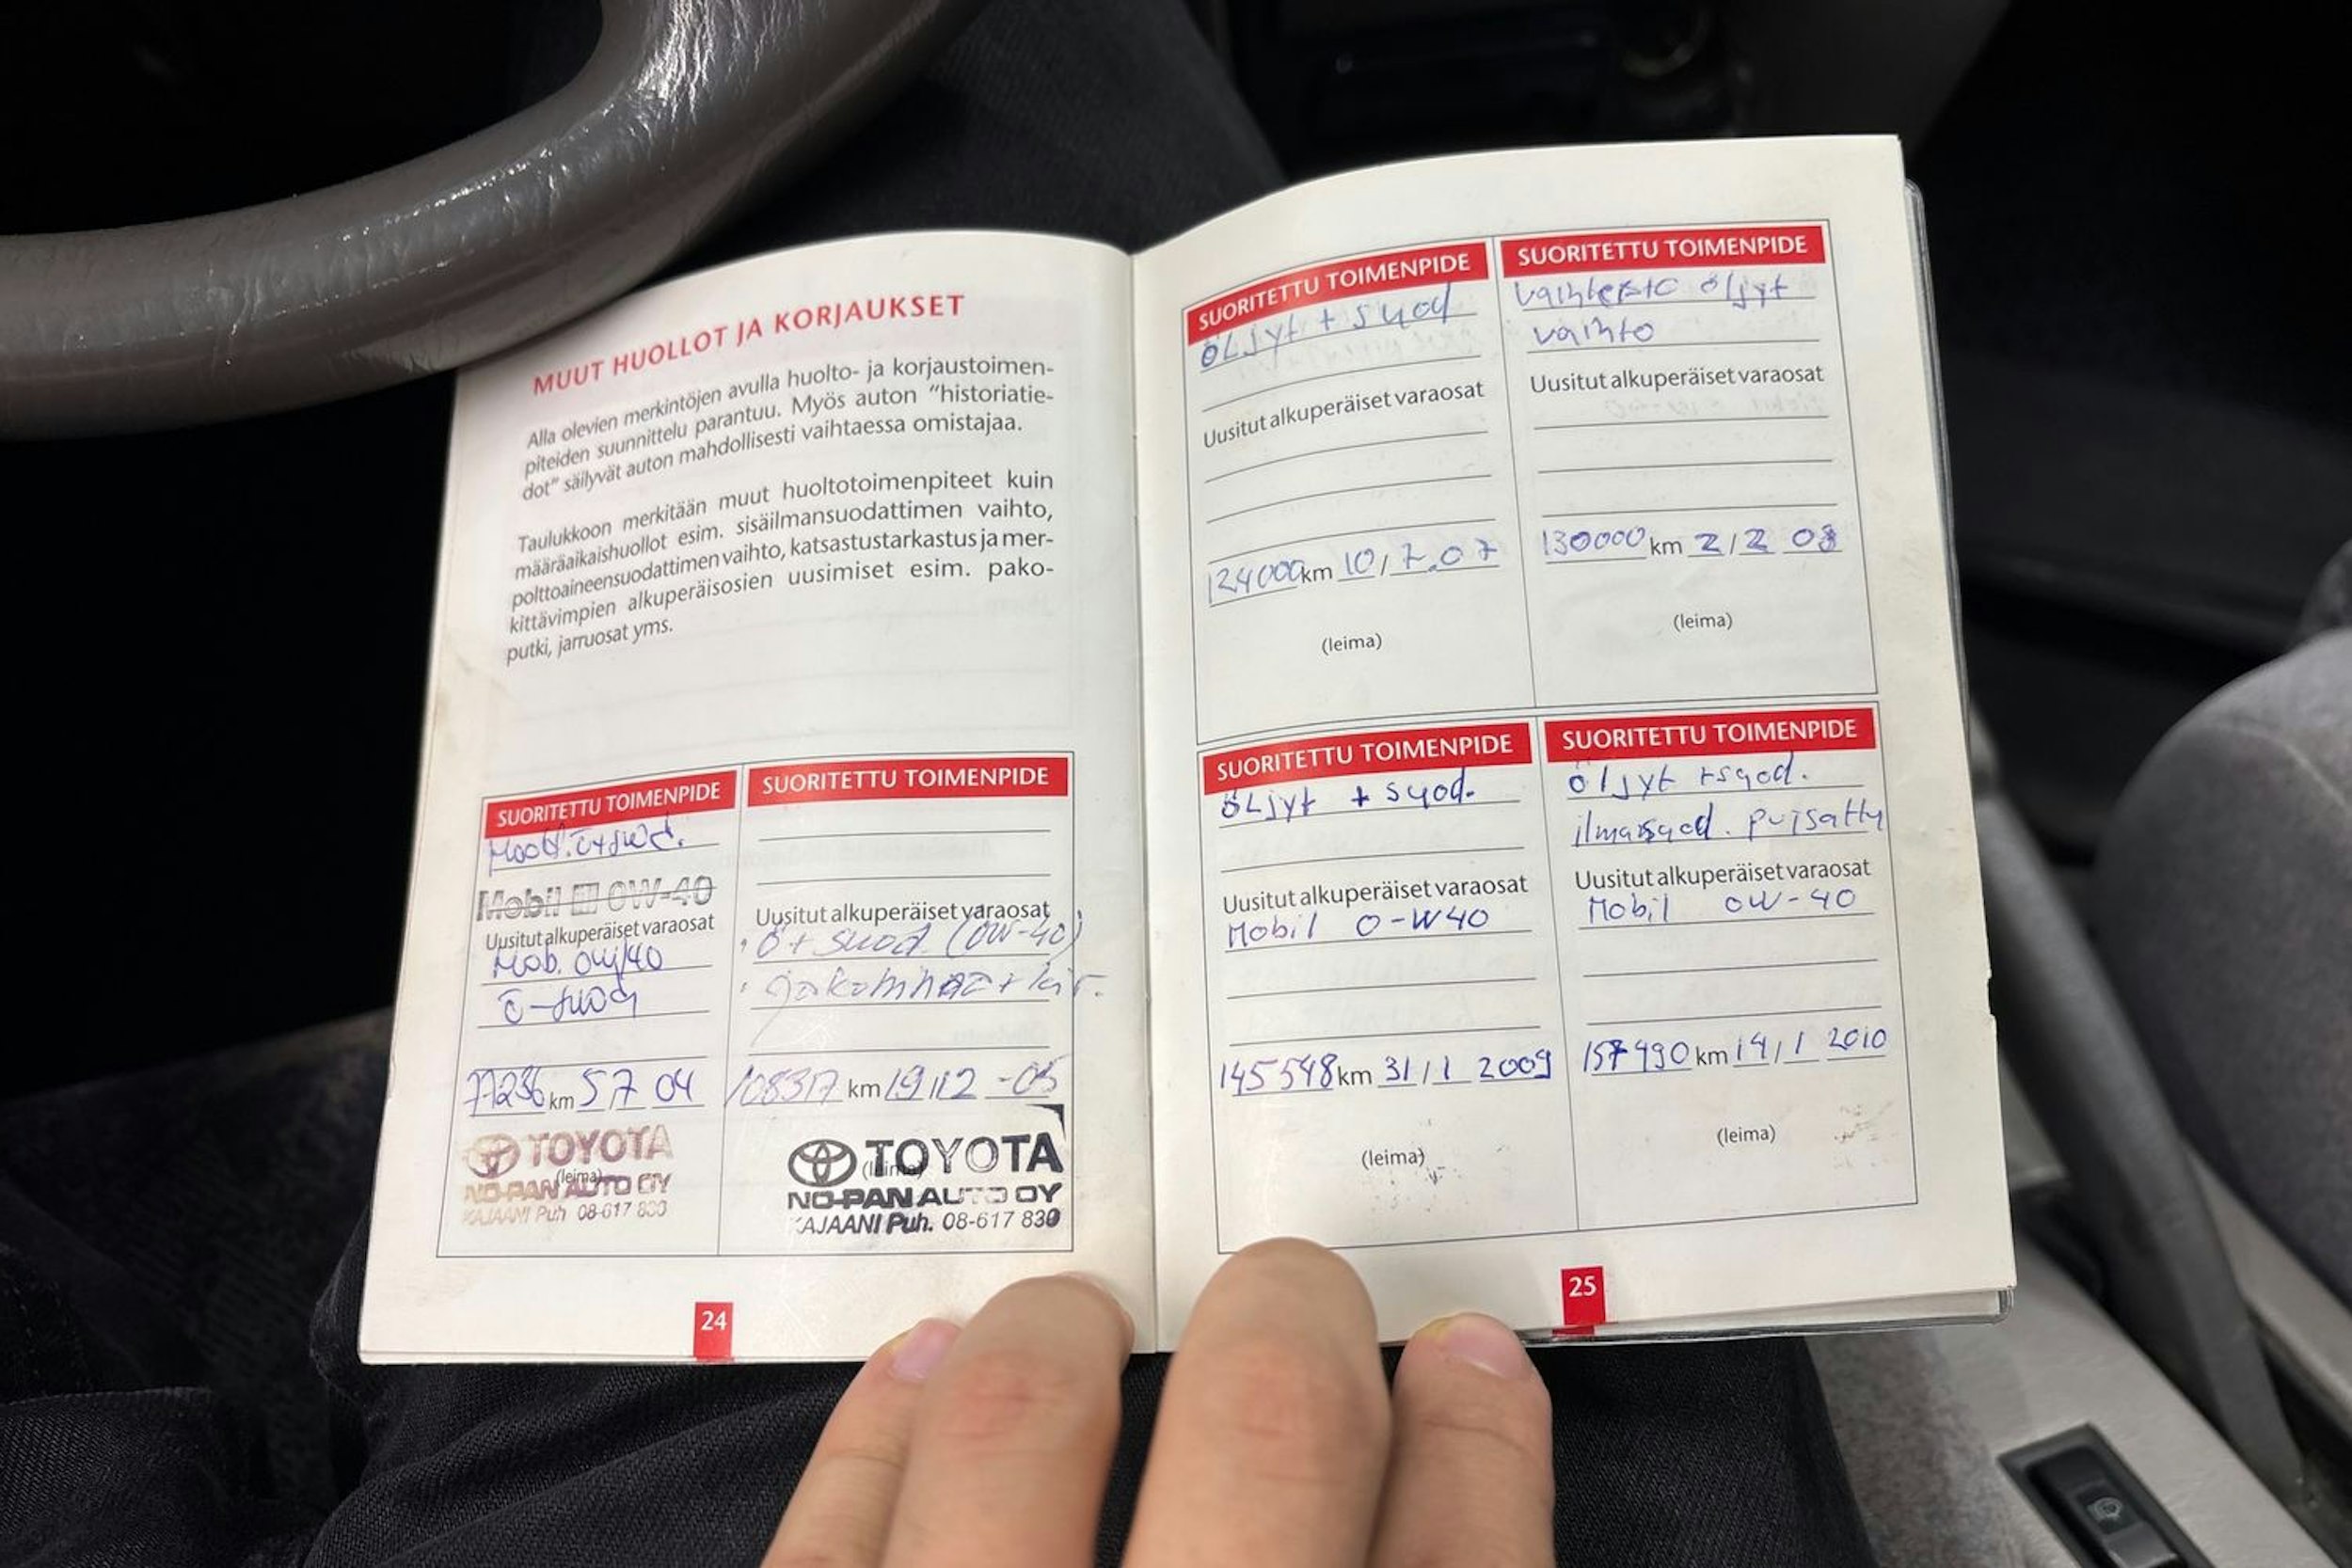 MUUT HUOLLOT JA KORJAUKSET
Alla olevien merkintöjen avulla huolto- ja korjaustoimen-
piteiden suunnittelu parantuu. Myös auton "historiatie-
dot" säilyvät auton mahdollisesti vaihtaessa omistajaa.
Taulukkoon merkitään muut huoltotoimenpiteet kuin
määräaikaishuollot esim. sisäilmansuodattimen vaihto,
polttoaineensuodattimen vaihto, katsastustarkastus ja mer-
kittävimpien alkuperäisosien uusimiset esim. pako-
putki, jarruosat yms.
SUORITETTU TOIMENPIDE
Mobil 1 0W-40
Uusitut alkuperäiset varaosat
Mob. 0W/40
ö-suod
77236 km 5/7 04
TOYOTA
(leima)
NO-PAN AUTO OY
KAJAANI Puh 08-617 830
SUORITETTU TOIMENPIDE
Uusitut alkuperäiset varaosat
ö + suod. (0W-40)
108317 km 19/12 -05
TOYOTA
(leima)
NO-PAN AUTO OY
KAJAANI Puh. 08-617 830
24
SUORITETTU TOIMENPIDE
öLjyt + suod
Uusitut alkuperäiset varaosat
124000 km 10/7.07
(leima)
SUORITETTU TOIMENPIDE
vaihteisto öljyt
vaihto
Uusitut alkuperäiset varaosat
130000 km 2/2 08
(leima)
SUORITETTU TOIMENPIDE
öLjyt + suod.
Uusitut alkuperäiset varaosat
Mobil 0-W40
145548 km 31/1 2009
(leima)
SUORITETTU TOIMENPIDE
öljyt +suod.
ilmansuod. puhsattu
Uusitut alkuperäiset varaosat
Mobil 0W-40
157490 km 14/1 2010
(leima)
25